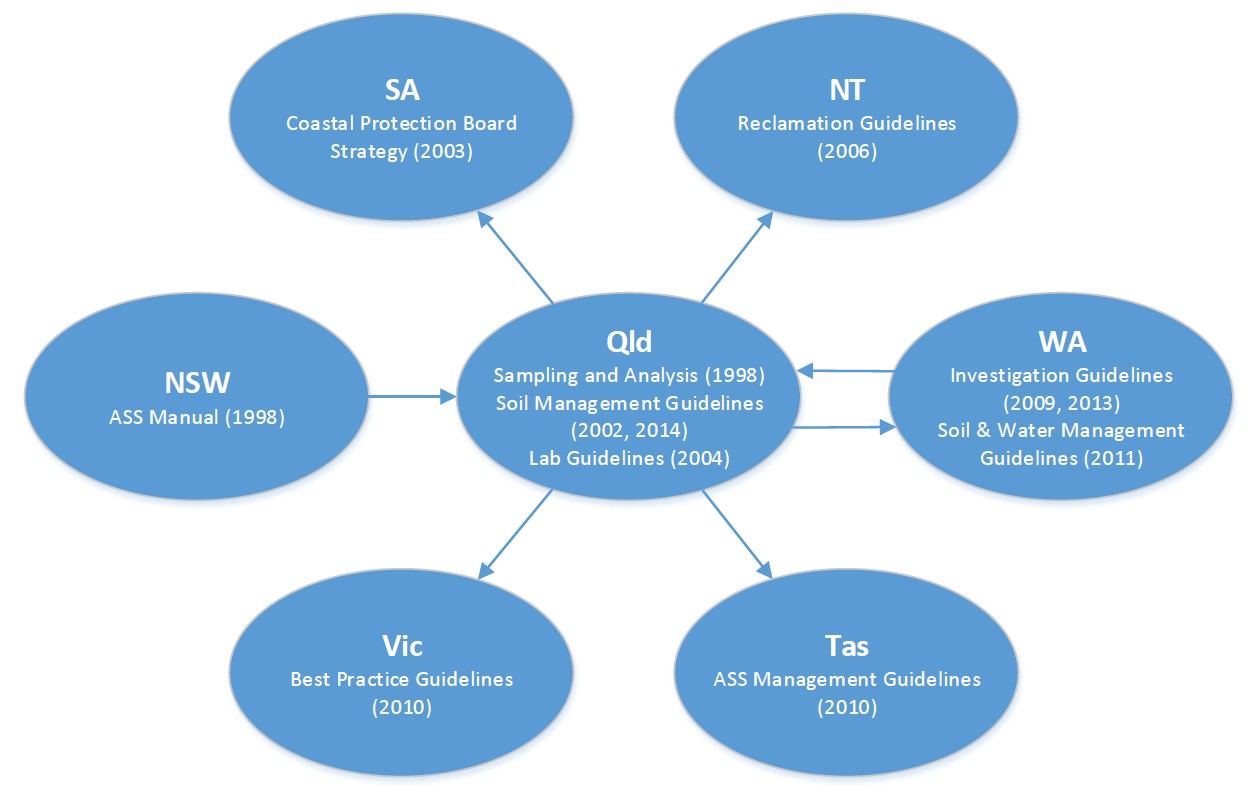 SA
Coastal Protection Board
Strategy (2003)
NT
Reclamation Guidelines
(2006)
NSW
ASS Manual (1998)
Qld
Sampling and Analysis (1998)
Soil Management Guidelines
(2002, 2014)
Lab Guidelines (2004)
WA
Investigation Guidelines
(2009, 2013)
Soil & Water Management
Guidelines (2011)
Vic
Best Practice Guidelines
(2010)
Tas
ASS Management Guidelines
(2010)